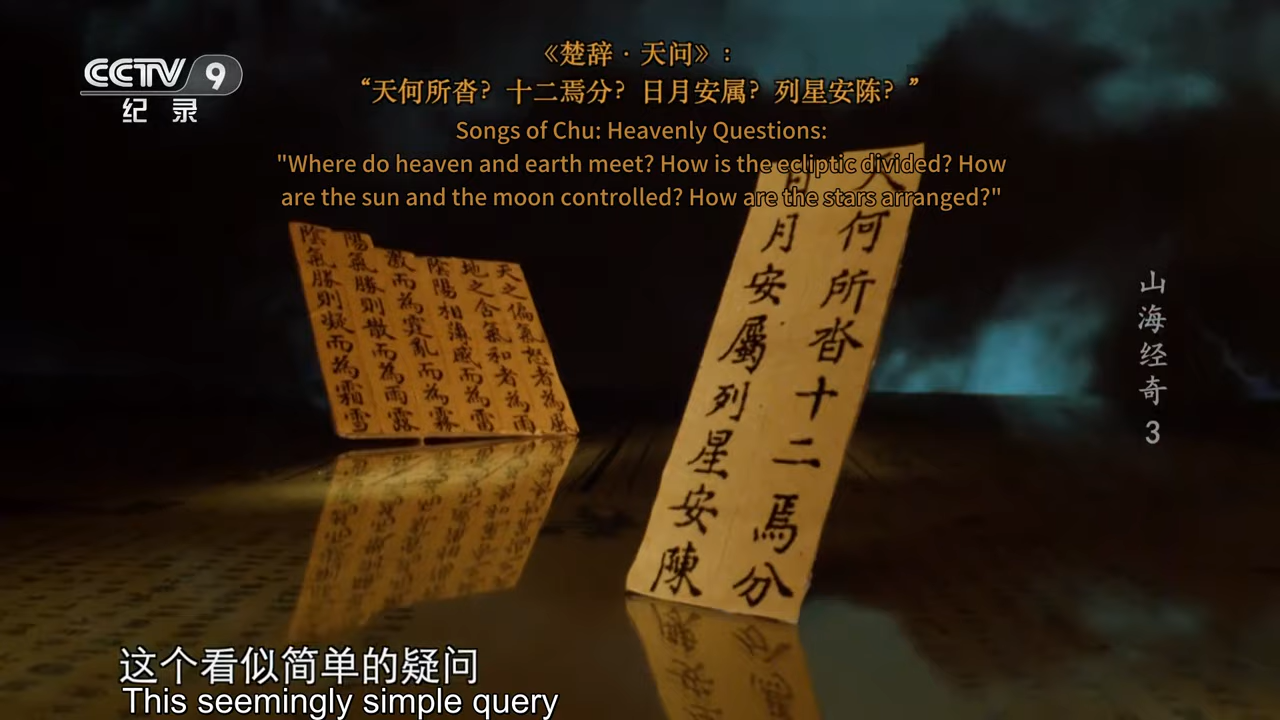 CCTV 9
纪录
《楚辞·天问》：
“天何所沓？十二焉分？日月安属？列星安陈？”
Songs of Chu: Heavenly Questions:
"Where do heaven and earth meet? How is the ecliptic divided? How
are the sun and the moon controlled? How are the stars arranged?"
天何所沓十二焉分
日月安屬列星安陳
天之偏氣怒者為風
地之含氣和者為雨
陰陽相薄感而為雷
激而為霆亂而為霧
陽氣勝則散而為雨露
陰氣勝則凝而為霜雪
山海经奇 3
这个看似简单的疑问
This seemingly simple query